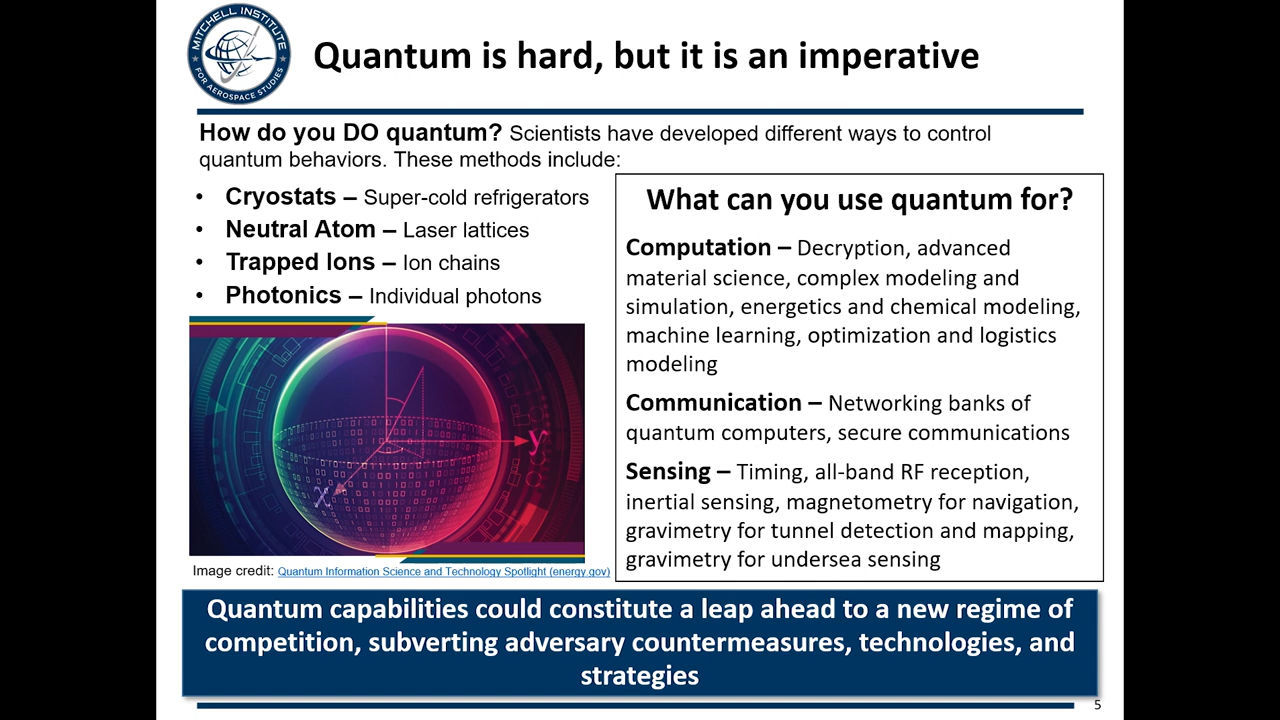 MITCHELL INSTITUTE
FOR AEROSPACE STUDIES
Quantum is hard, but it is an imperative
How do you DO quantum? Scientists have developed different ways to control
quantum behaviors. These methods include:
• Cryostats – Super-cold refrigerators
• Neutral Atom – Laser lattices
• Trapped Ions – Ion chains
• Photonics – Individual photons
y
x
Image credit: Quantum Information Science and Technology Spotlight (energy.gov)
What can you use quantum for?
Computation – Decryption, advanced
material science, complex modeling and
simulation, energetics and chemical modeling,
machine learning, optimization and logistics
modeling
Communication – Networking banks of
quantum computers, secure communications
Sensing – Timing, all-band RF reception,
inertial sensing, magnetometry for navigation,
gravimetry for tunnel detection and mapping,
gravimetry for undersea sensing
Quantum capabilities could constitute a leap ahead to a new regime of
competition, subverting adversary countermeasures, technologies, and
strategies
5